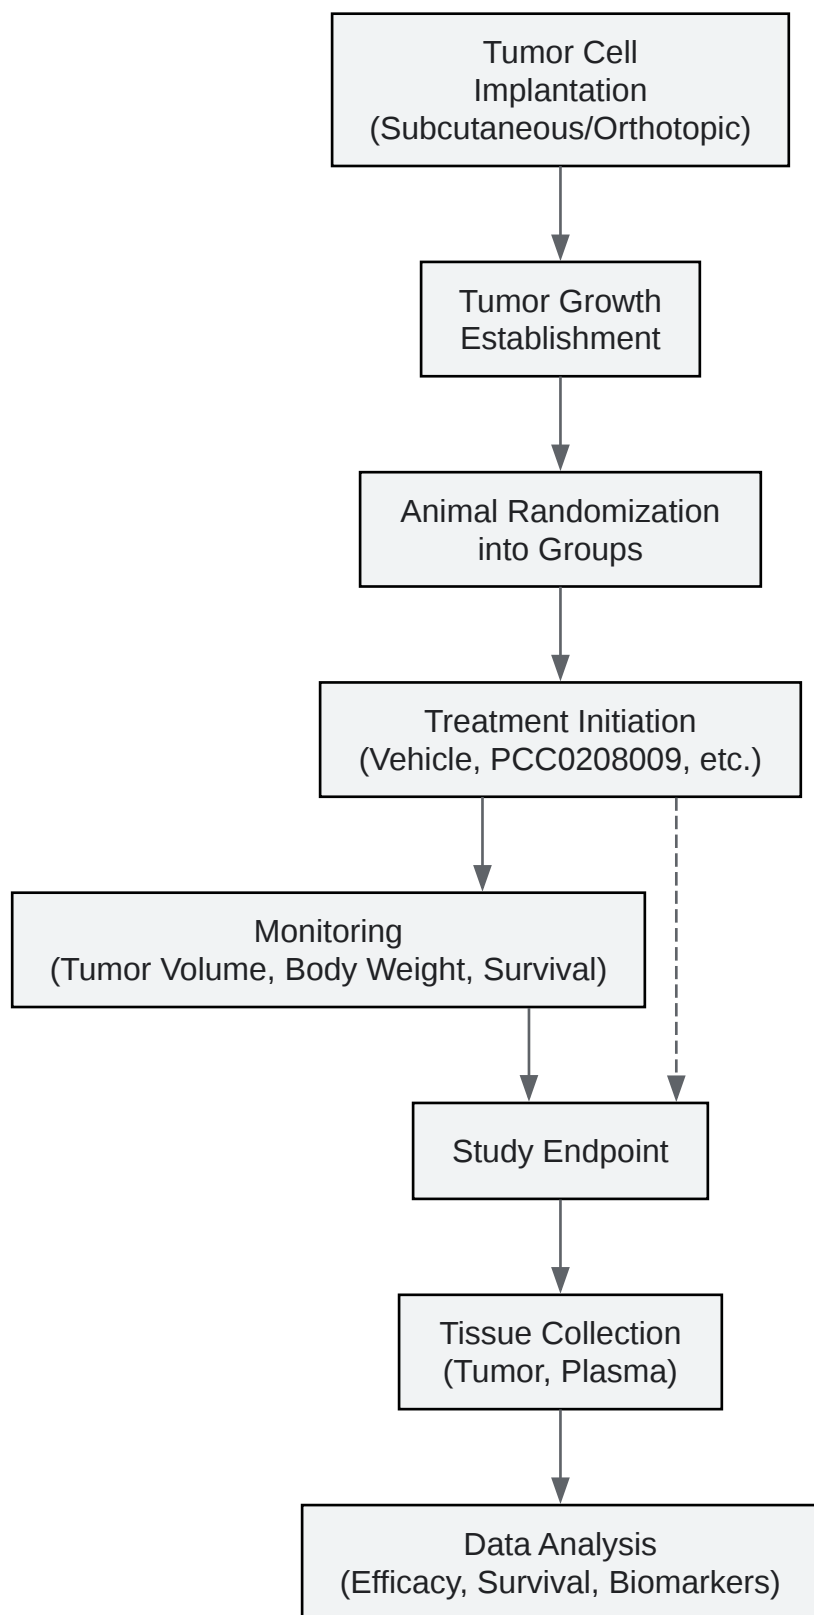 Tumor Cell
Implantation
(Subcutaneous/Orthotopic)
Tumor Growth
Establishment
Animal Randomization
into Groups
Treatment Initiation
(Vehicle, PCC0208009, etc.)
Monitoring
(Tumor Volume, Body Weight, Survival)
Study Endpoint
Tissue Collection
(Tumor, Plasma)
Data Analysis
(Efficacy, Survival, Biomarkers)